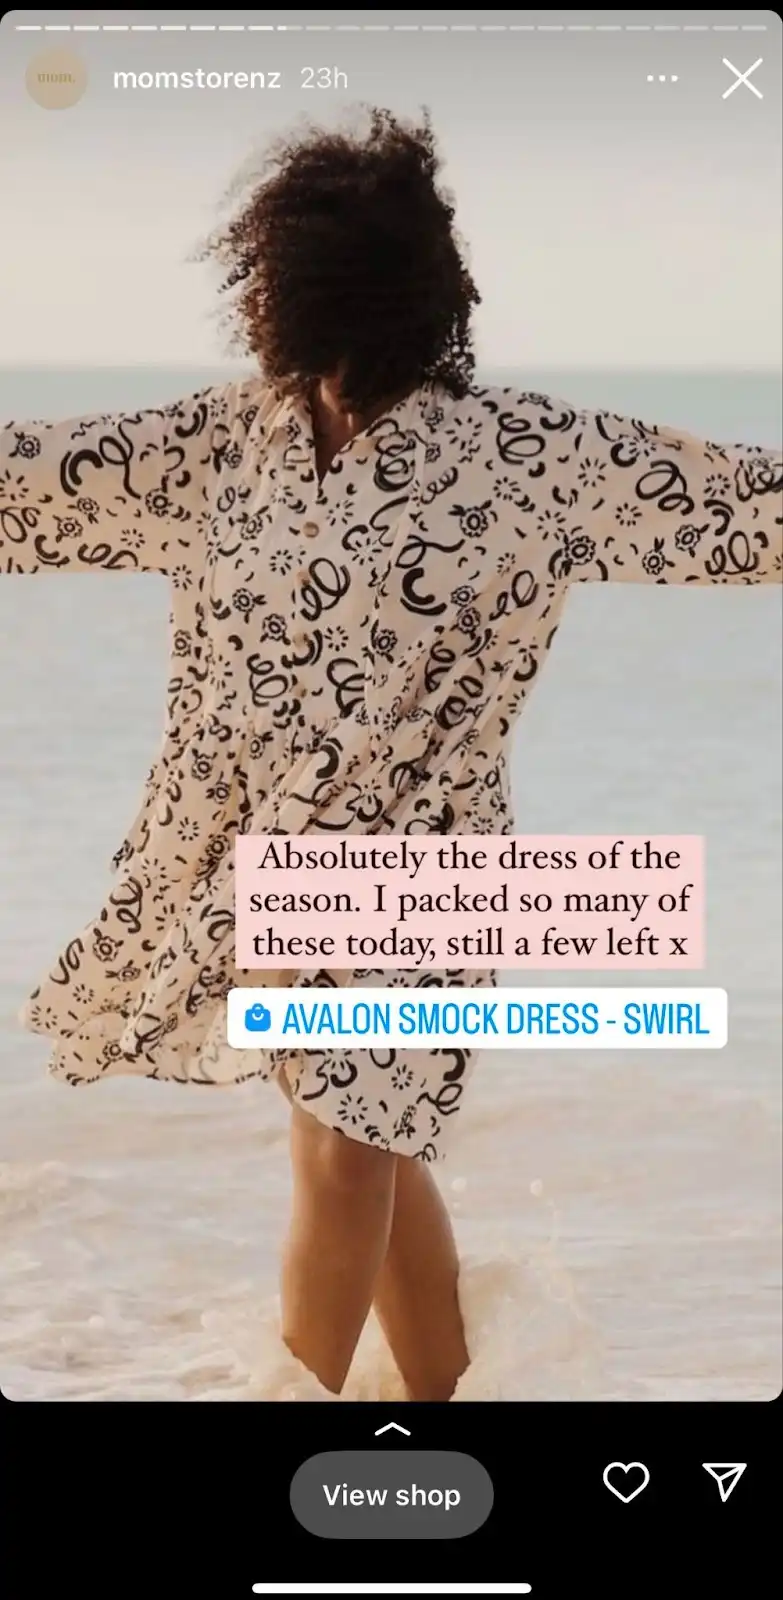 mom.
momstorenz 23h
Absolutely the dress of the
season. I packed so many of
these today, still a few left x
AVALON SMOCK DRESS - SWIRL
View shop